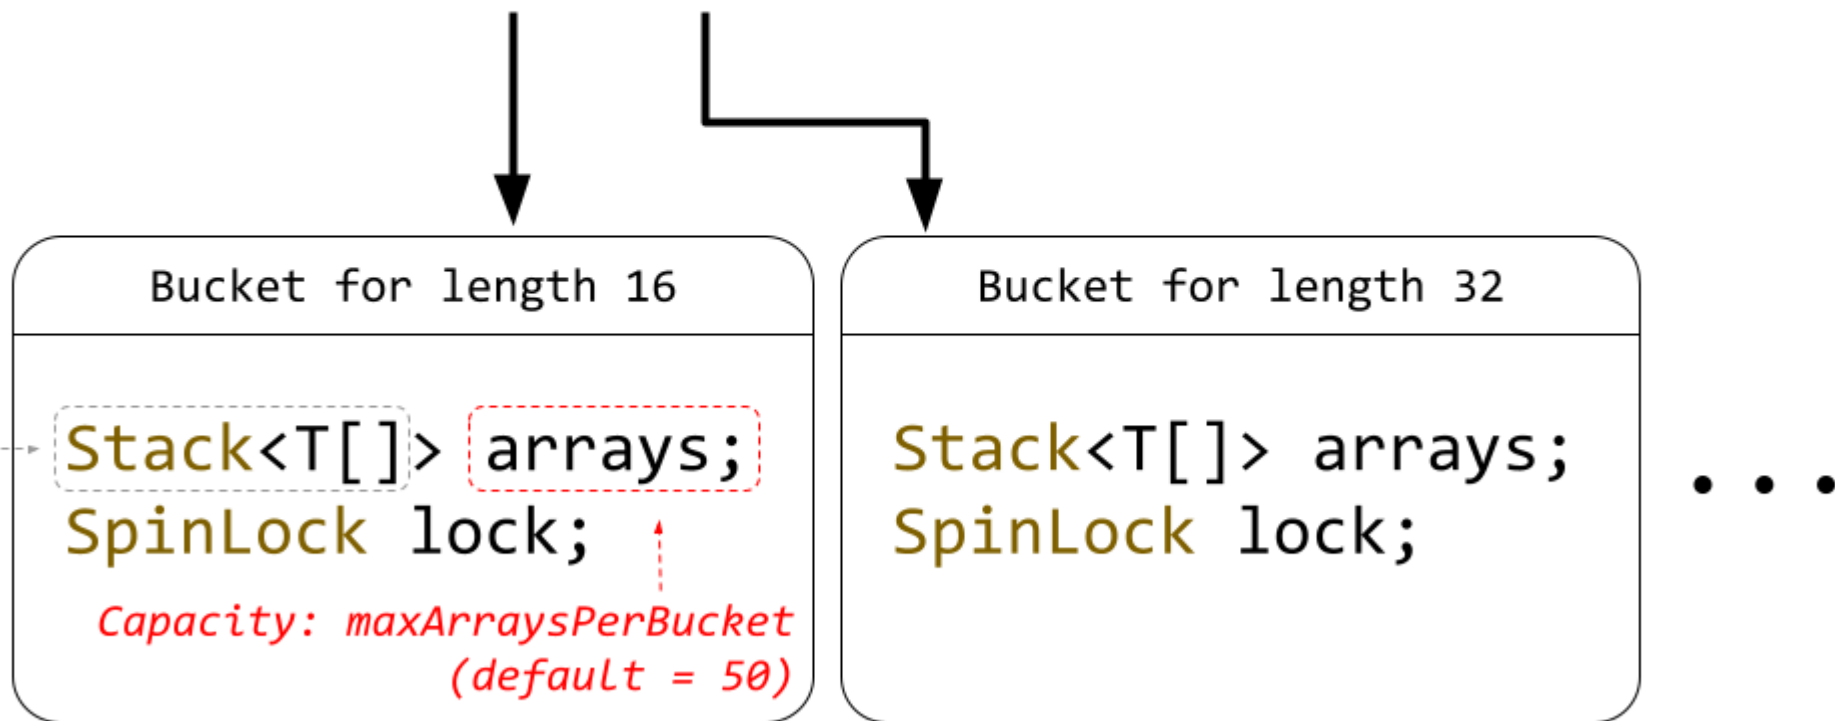 Bucket for length 16
Stack<T[]> arrays;
SpinLock lock;
Capacity: maxArraysPerBucket
(default = 50)
Bucket for length 32
Stack<T[]> arrays;
SpinLock lock;
...